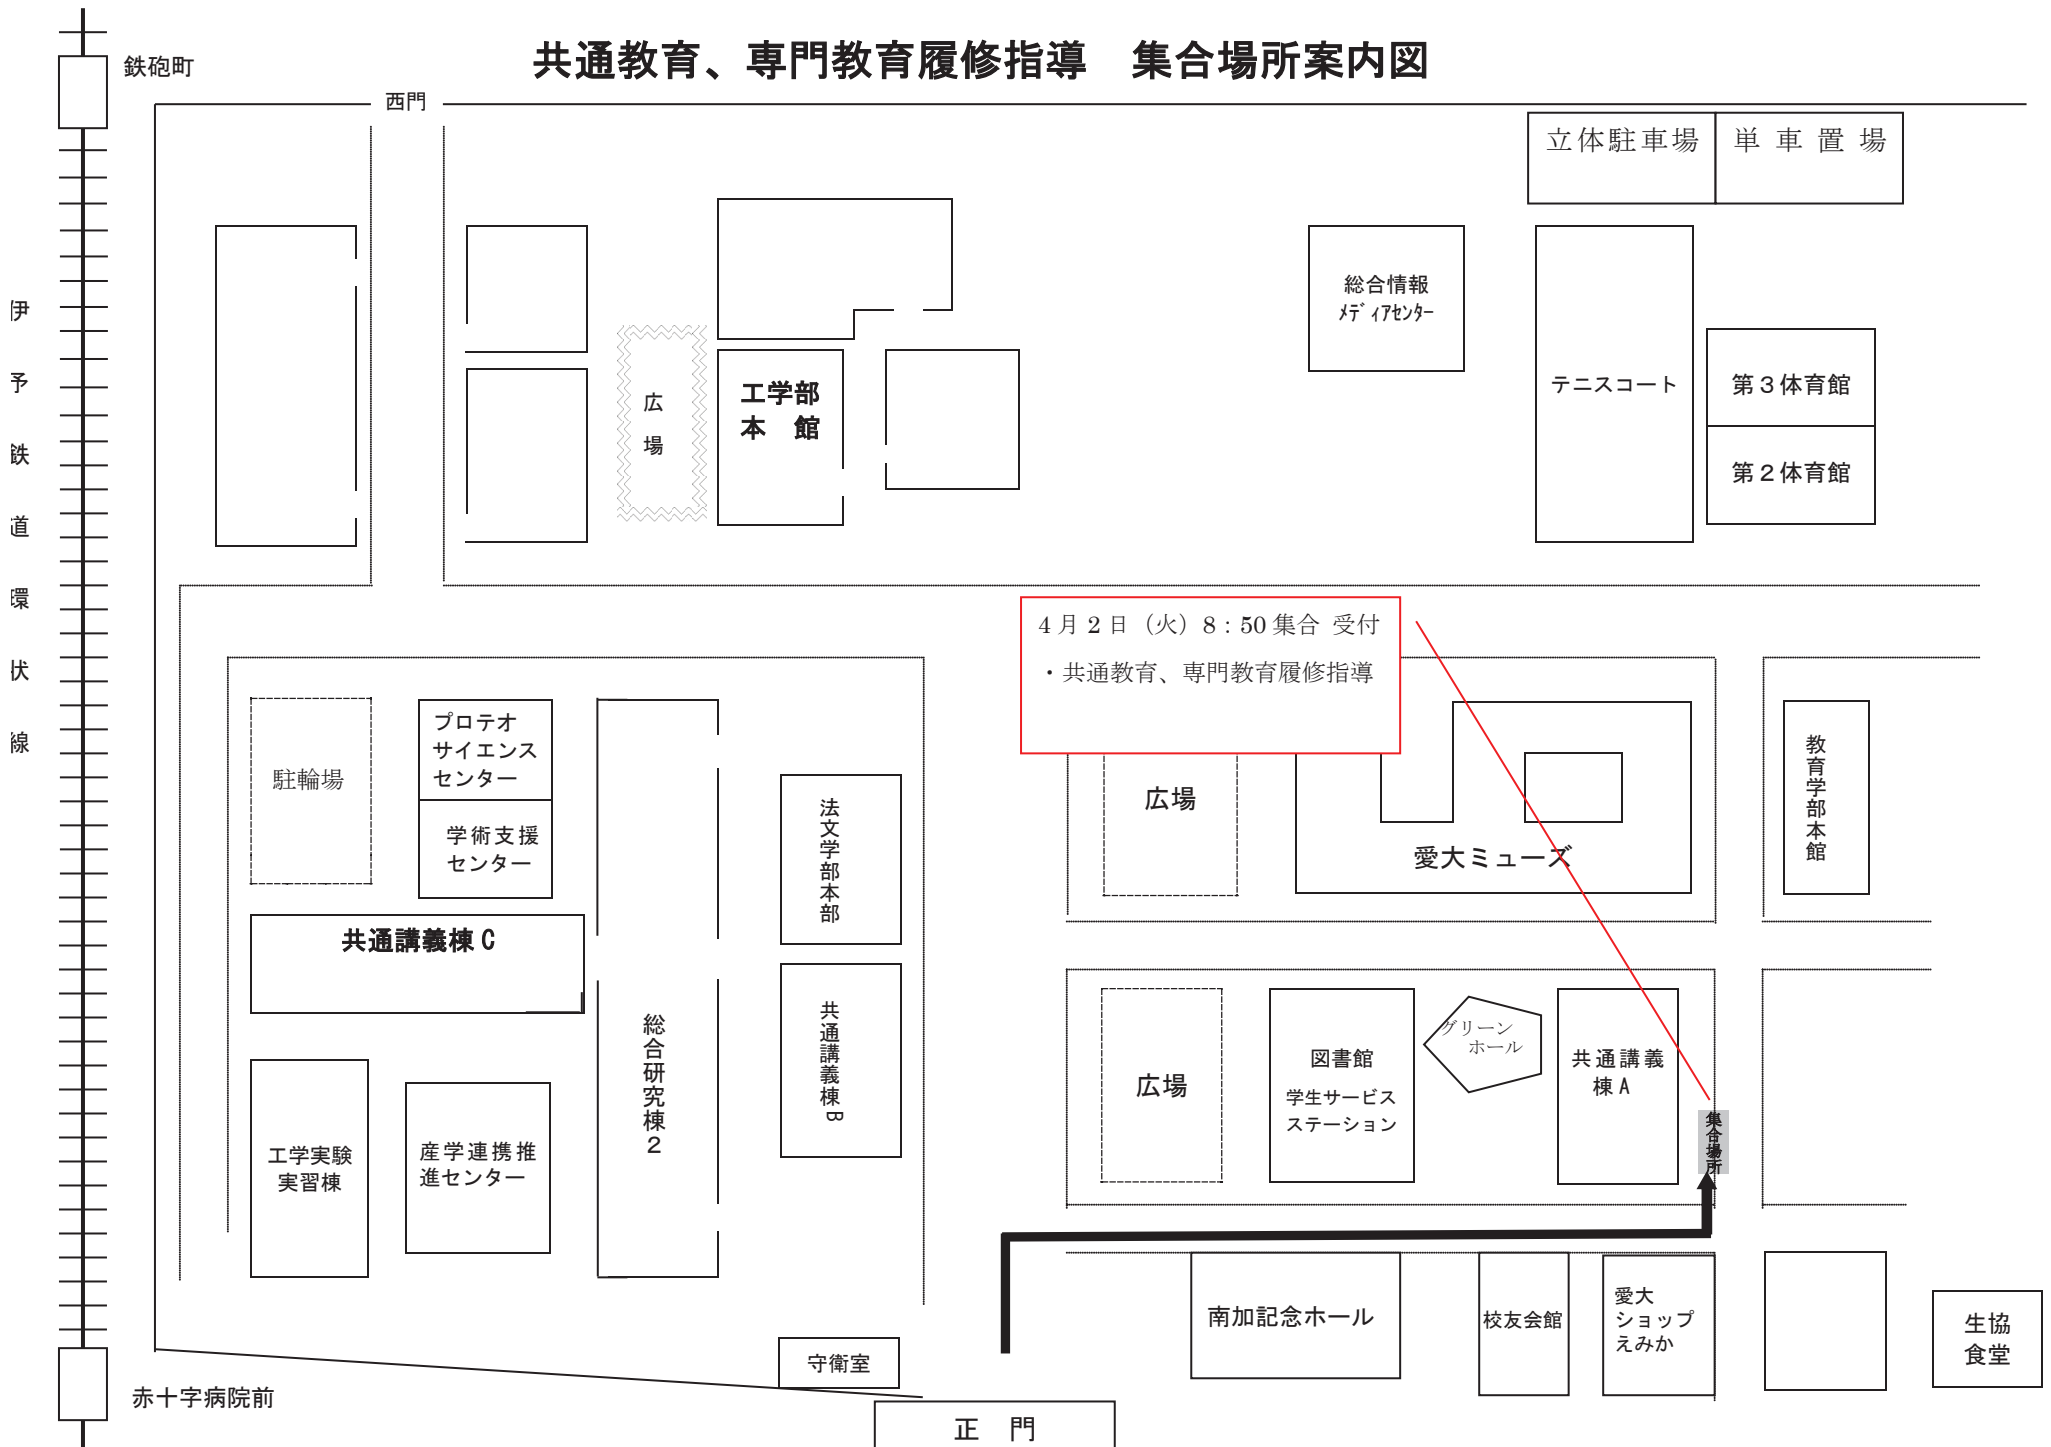 共通教育、専門教育履修指導　集合場所案内図
鉄砲町
西門
立体駐車場
単車置場
伊予鉄道環状線
総合情報
ﾒﾃﾞｨｱｾﾝﾀｰ
テニスコート
第３体育館
第２体育館
広場
工学部
本　館
4月2日（火）8：50集合 受付
・共通教育、専門教育履修指導
駐輪場
プロテオ
サイエンス
センター
学術支援
センター
法文学部本部
広場
愛大ミューズ
教育学部本館
共通講義棟C
総合研究棟２
共通講義棟B
広場
図書館
学生サービス
ステーション
グリーン
ホール
共通講義
棟A
集合場所
工学実験
実習棟
産学連携推
進センター
南加記念ホール
校友会館
愛大
ショップ
えみか
生協
食堂
守衛室
赤十字病院前
正　門